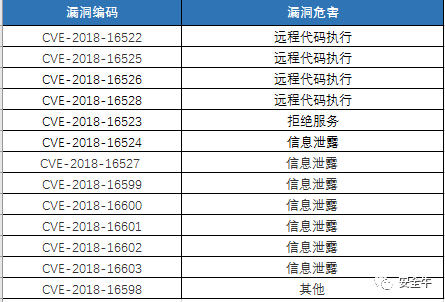 漏洞编码 漏洞危害
CVE-2018-16522 远程代码执行
CVE-2018-16525 远程代码执行
CVE-2018-16526 远程代码执行
CVE-2018-16528 远程代码执行
CVE-2018-16523 拒绝服务
CVE-2018-16524 信息泄露
CVE-2018-16527 信息泄露
CVE-2018-16599 信息泄露
CVE-2018-16600 信息泄露
CVE-2018-16601 信息泄露
CVE-2018-16602 信息泄露
CVE-2018-16603 信息泄露
CVE-2018-16598 其他
安全牛